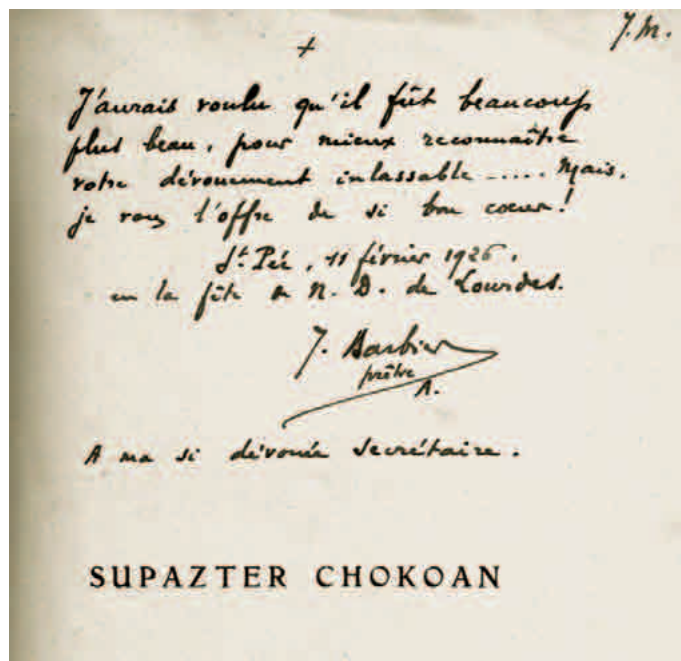 J.M.
+
J'aurais voulu qu'il fût beaucoup
plus beau, pour mieux reconnaître
votre dévouement inlassable ..... Mais,
je vous l'offre de si bon cœur !
St. Pée, 11 février 1926,
en la fête de N. D. de Lourdes.
J. Barbier
prêtre
A.
A ma si dévouée secrétaire.
SUPAZTER CHOKOAN